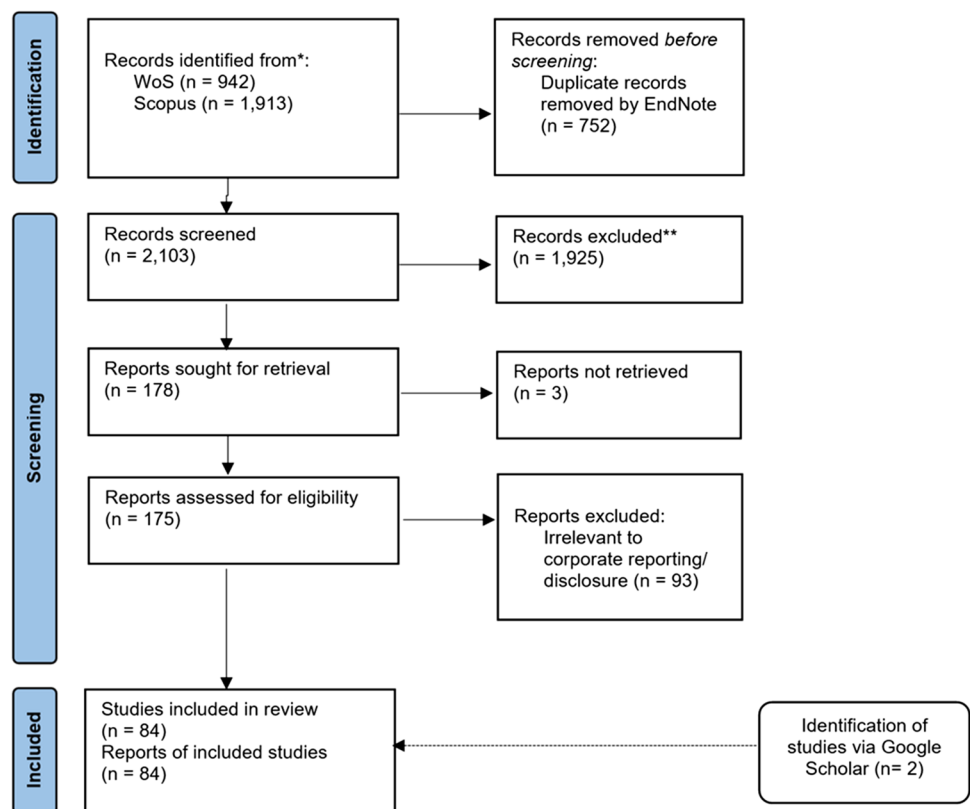 Identification
Records identified from*:
WoS (n = 942)
Scopus (n = 1,913)
Records removed before
screening:
Duplicate records
removed by EndNote
(n = 752)
Screening
Records screened
(n = 2,103)
Records excluded**
(n = 1,925)
Reports sought for retrieval
(n = 178)
Reports not retrieved
(n = 3)
Reports assessed for eligibility
(n = 175)
Reports excluded:
Irrelevant to
corporate reporting/
disclosure (n = 93)
Included
Studies included in review
(n = 84)
Reports of included studies
(n = 84)
Identification of
studies via Google
Scholar (n= 2)